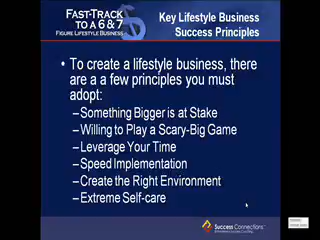 FAST-TRACK
TO A 6 & 7
FIGURE LIFESTYLE BUSINESS
Key Lifestyle Business
Success Principles
• To create a lifestyle business, there
are a a few principles you must
adopt:
–Something Bigger is at Stake
–Willing to Play a Scary-Big Game
–Leverage Your Time
–Speed Implementation
–Create the Right Environment
–Extreme Self-care
Success Connections